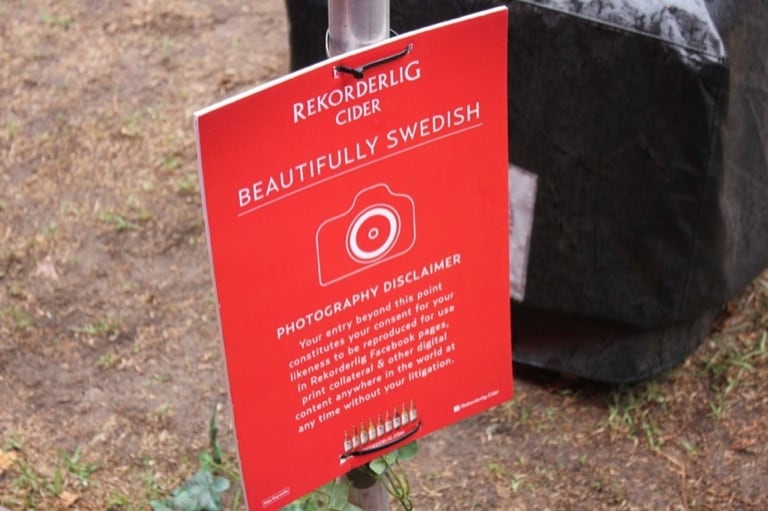 REKORDERLIG
CIDER
BEAUTIFULLY SWEDISH
PHOTOGRAPHY DISCLAIMER
Your entry beyond this point
constitutes your consent for your
likeness to be reproduced for use
in Rekorderlig Facebook pages,
print collateral & other digital
content anywhere in the world at
any time without your litigation.
Rekorderlig.Cider